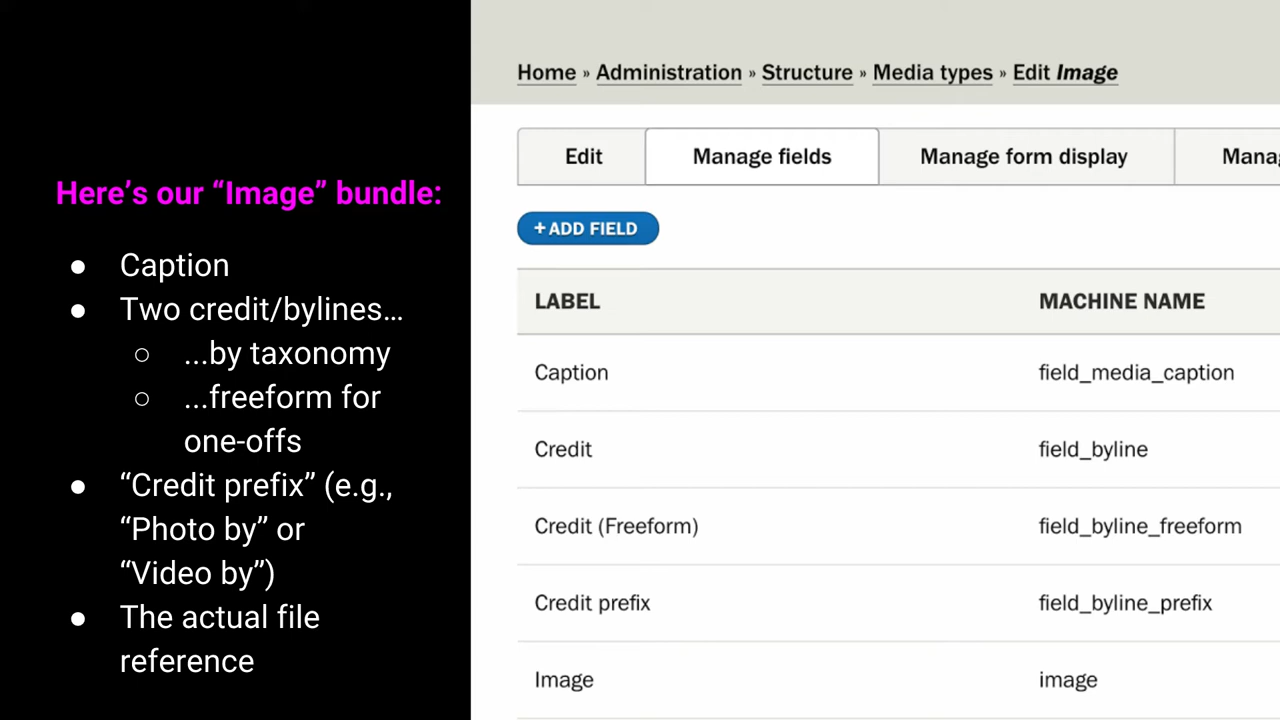 Here’s our “Image” bundle:
● Caption
● Two credit/bylines…
○ ...by taxonomy
○ ...freeform for
one-offs
● “Credit prefix” (e.g.,
“Photo by” or
“Video by”)
● The actual file
reference
Home » Administration » Structure » Media types » Edit Image
Edit Manage fields Manage form display Mana
+ ADD FIELD
LABEL MACHINE NAME
Caption field_media_caption
Credit field_byline
Credit (Freeform) field_byline_freeform
Credit prefix field_byline_prefix
Image image